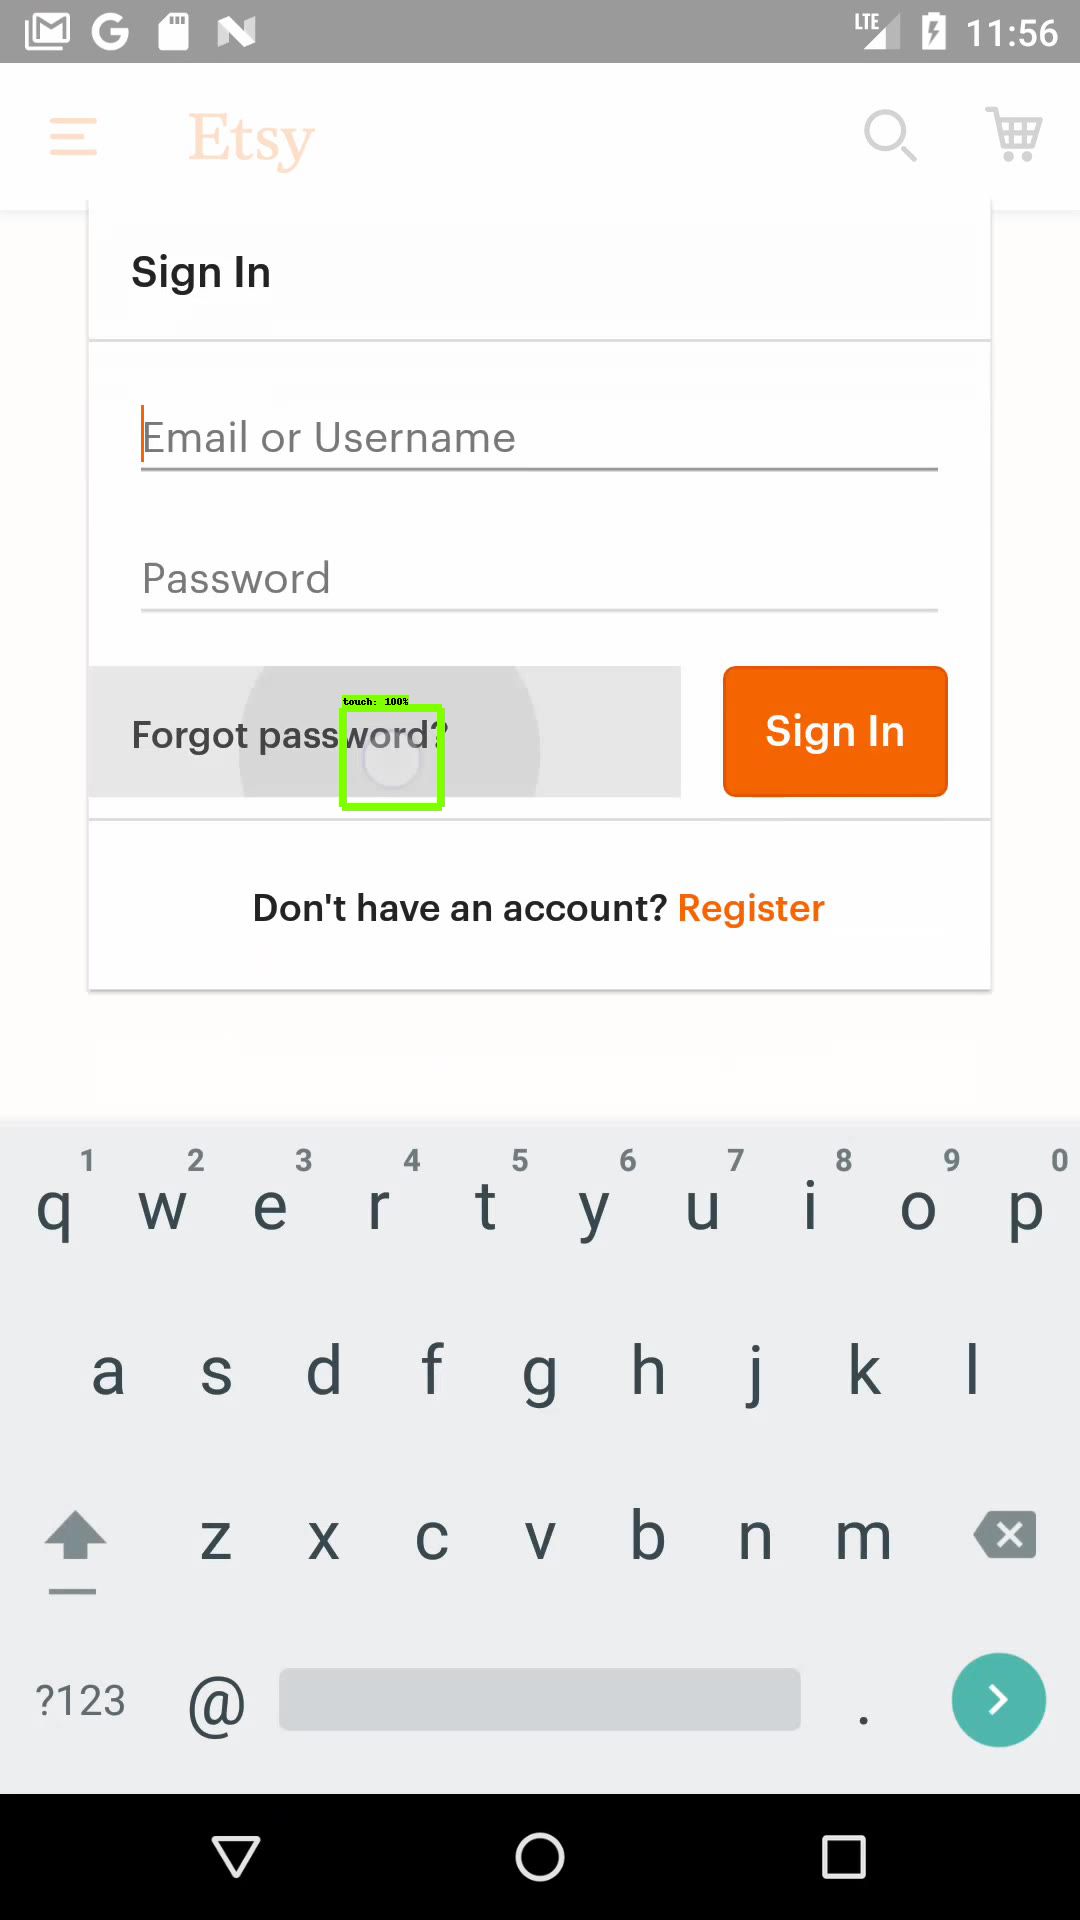 LTE 11:56
Etsy
Sign In
Email or Username
Password
touch: 100%
Forgot password?
Sign In
Don't have an account? Register
1 2 3 4 5 6 7 8 9 0
q w e r t y u i o p
a s d f g h j k l
z x c v b n m
?123 @ .